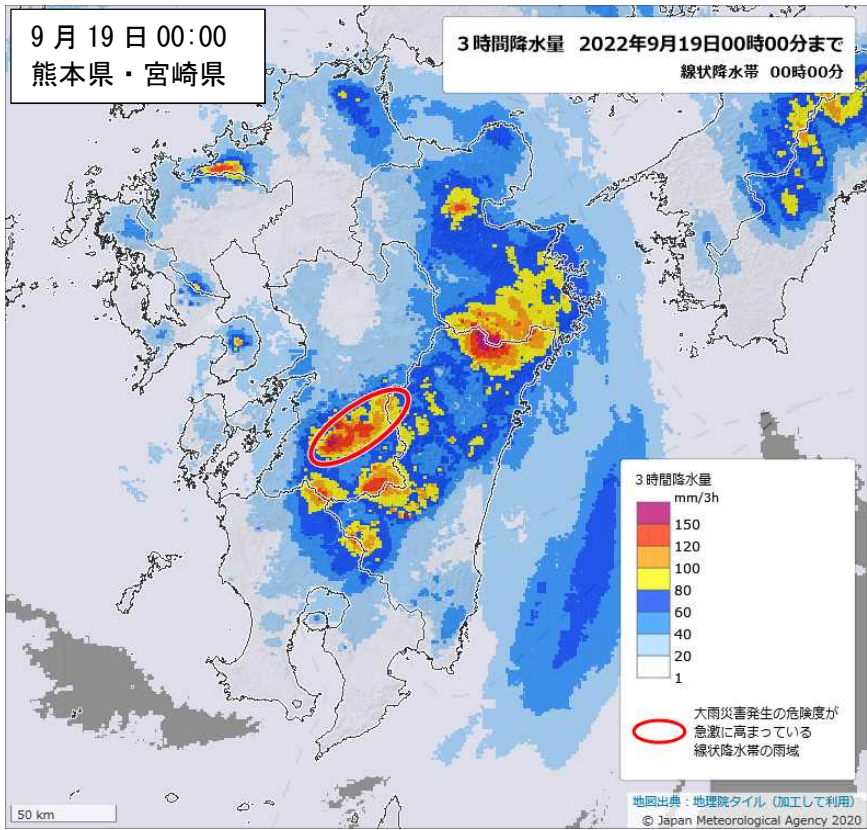 9月19日00:00
熊本県・宮崎県
3時間降水量 2022年9月19日00時00分まで
線状降水帯 00時00分
3時間降水量
mm/3h
150
120
100
80
60
40
20
1
大雨災害発生の危険度が
急激に高まっている
線状降水帯の雨域
50 km
地図出典:地理院タイル(加工して利用)
© Japan Meteorological Agency 2020